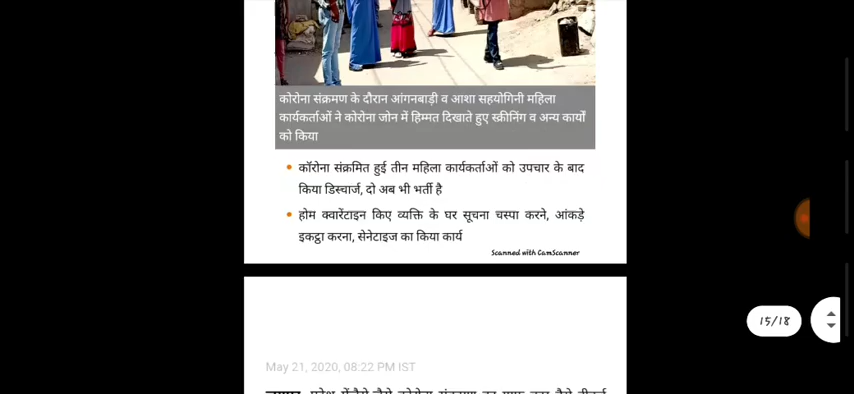 कोरोना संक्रमण के दौरान आंगनबाड़ी व आशा सहयोगिनी महिला
कार्यकर्ताओं ने कोरोना जोन में हिम्मत दिखाते हुए स्क्रीनिंग व अन्य कार्यों
को किया
• कॉरोना संक्रमित हुई तीन महिला कार्यकर्ताओं को उपचार के बाद
किया डिस्चार्ज, दो अब भी भर्ती है
• होम क्वारेंटाइन किए व्यक्ति के घर सूचना चस्पा करने, आंकड़े
इकट्ठा करना, सेनेटाइज का किया कार्य
Scanned with CamScanner
15/18
May 21, 2020, 08:22 PM IST